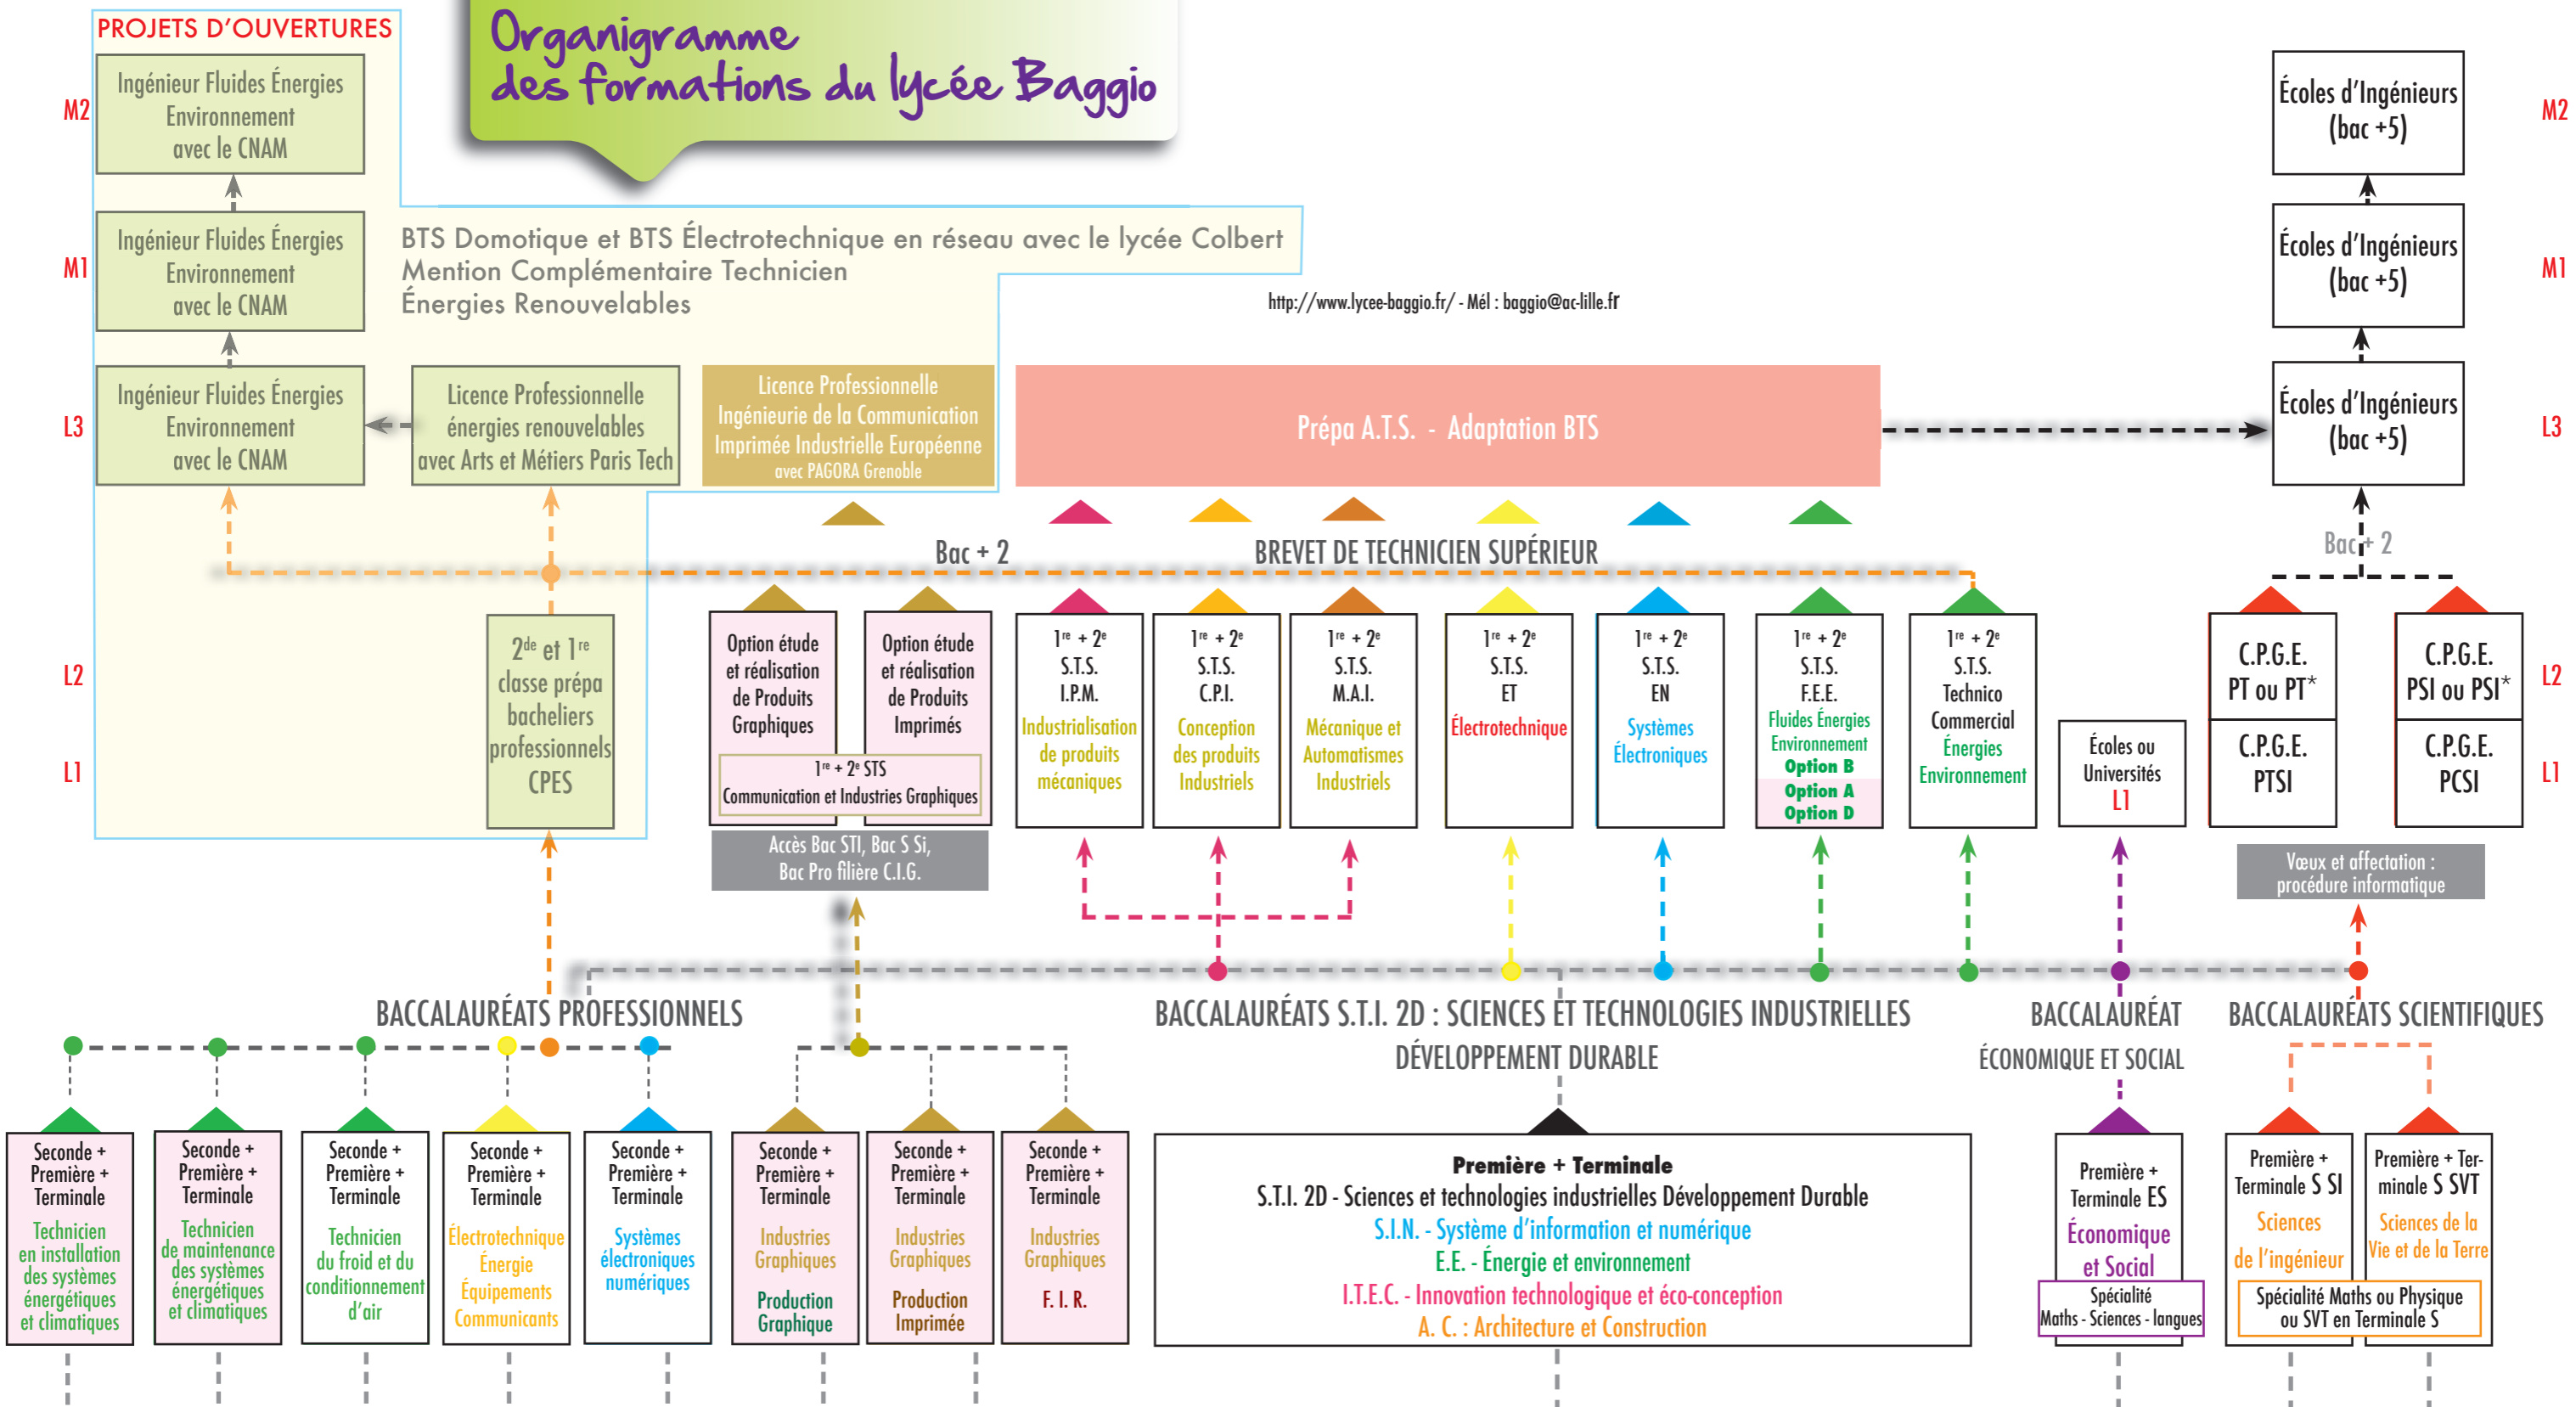 PROJETS D'OUVERTURES
Organigramme
des formations du lycée Baggio
M2
Ingénieur Fluides Énergies
Environnement
avec le CNAM
Écoles d'Ingénieurs
(bac +5)
M2
M1
Ingénieur Fluides Énergies
Environnement
avec le CNAM
BTS Domotique et BTS Électrotechnique en réseau avec le lycée Colbert
Mention Complémentaire Technicien
Énergies Renouvelables
http://www.lycee-baggio.fr/ - Mél : baggio@ac-lille.fr
Écoles d'Ingénieurs
(bac +5)
M1
L3
Ingénieur Fluides Énergies
Environnement
avec le CNAM
Licence Professionnelle
énergies renouvelables
avec Arts et Métiers Paris Tech
Licence Professionnelle
Ingénieurie de la Communication
Imprimée Industrielle Européenne
avec PAGORA Grenoble
Prépa A.T.S. - Adaptation BTS
Écoles d'Ingénieurs
(bac +5)
L3
Bac + 2
BREVET DE TECHNICIEN SUPÉRIEUR
Bac + 2
L2
L1
2de et 1re
classe prépa
bacheliers
professionnels
CPES
Option étude
et réalisation
de Produits
Graphiques
Option étude
et réalisation
de Produits
Imprimés
1re + 2e STS
Communication et Industries Graphiques
1re + 2e
S.T.S.
I.P.M.
Industrialisation
de produits
mécaniques
1re + 2e
S.T.S.
C.P.I.
Conception
des produits
Industriels
1re + 2e
S.T.S.
M.A.I.
Mécanique et
Automatismes
Industriels
1re + 2e
S.T.S.
ET
Électrotechnique
1re + 2e
S.T.S.
EN
Systèmes
Électroniques
1re + 2e
S.T.S.
F.E.E.
Fluides Énergies
Environnement
Option B
Option A
Option D
1re + 2e
S.T.S.
Technico
Commercial
Énergies
Environnement
Écoles ou
Universités
L1
C.P.G.E.
PT ou PT*
C.P.G.E.
PTSI
C.P.G.E.
PSI ou PSI*
C.P.G.E.
PCSI
L2
L1
Accès Bac STI, Bac S Si,
Bac Pro filière C.I.G.
Vœux et affectation :
procédure informatique
BACCALAURÉATS PROFESSIONNELS
BACCALAURÉATS S.T.I. 2D : SCIENCES ET TECHNOLOGIES INDUSTRIELLES
DÉVELOPPEMENT DURABLE
BACCALAURÉAT
ÉCONOMIQUE ET SOCIAL
BACCALAURÉATS SCIENTIFIQUES
Seconde +
Première +
Terminale
Technicien
en installation
des systèmes
énergétiques
et climatiques
Seconde +
Première +
Terminale
Technicien
de maintenance
des systèmes
énergétiques
et climatiques
Seconde +
Première +
Terminale
Technicien
du froid et du
conditionnement
d'air
Seconde +
Première +
Terminale
Électrotechnique
Énergie
Équipements
Communicants
Seconde +
Première +
Terminale
Systèmes
électroniques
numériques
Seconde +
Première +
Terminale
Industries
Graphiques
Production
Graphique
Seconde +
Première +
Terminale
Industries
Graphiques
Production
Imprimée
Seconde +
Première +
Terminale
Industries
Graphiques
F. I. R.
Première + Terminale
S.T.I. 2D - Sciences et technologies industrielles Développement Durable
S.I.N. - Système d'information et numérique
E.E. - Énergie et environnement
I.T.E.C. - Innovation technologique et éco-conception
A. C. : Architecture et Construction
Première +
Terminale ES
Économique
et Social
Spécialité
Maths - Sciences - langues
Première +
Terminale S SI
Sciences
de l'ingénieur
Première + Ter-
minale S SVT
Sciences de la
Vie et de la Terre
Spécialité Maths ou Physique
ou SVT en Terminale S